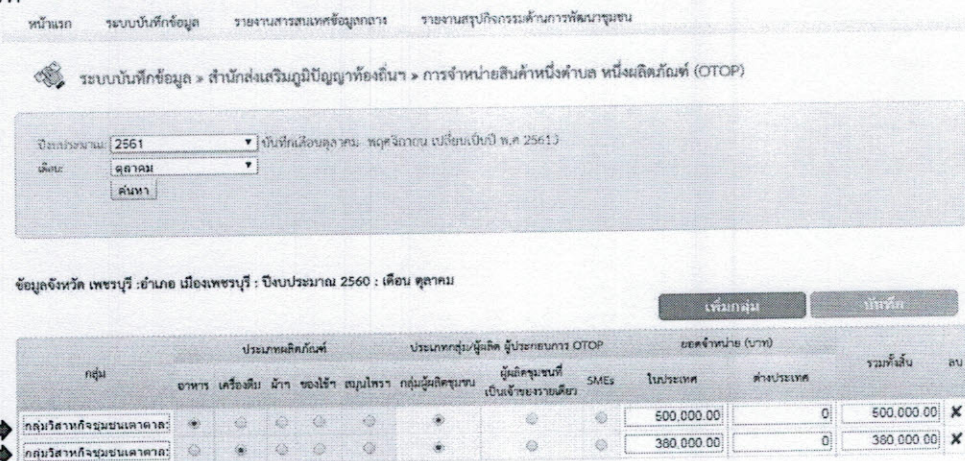 หน้าแรก ระบบบันทึกข้อมูล รายงานสารสนเทศข้อมูลกลาง รายงานสรุปกิจกรรมด้านการพัฒนาชุมชน
ระบบบันทึกข้อมูล » สำนักส่งเสริมภูมิปัญญาท้องถิ่นฯ » การจำหน่ายสินค้าหนึ่งตำบล หนึ่งผลิตภัณฑ์ (OTOP)
ปีงบประมาณ: 2561 บันทึกเดือนตุลาคม พฤศจิกายน เปลี่ยนเป็นปี พ.ศ 2561)
เดือน: ตุลาคม
ค้นหา
ข้อมูลจังหวัด เพชรบุรี :อำเภอ เมืองเพชรบุรี : ปีงบประมาณ 2560 : เดือน ตุลาคม
เพิ่มกลุ่ม บันทึก
กลุ่ม ประเภทผลิตภัณฑ์ ประเภทกลุ่ม/ผู้ผลิต ผู้ประกอบการ OTOP ยอดจำหน่าย (บาท) รวมทั้งสิ้น ลบ
อาหาร เครื่องดื่ม ผ้าฯ ของใช้ฯ สมุนไพรฯ กลุ่มผู้ผลิตชุมชน ผู้ผลิตชุมชนที่เป็นเจ้าของรายเดียว SMEs ในประเทศ ต่างประเทศ
กลุ่มวิสาหกิจชุมชนเตาตาล: 500,000.00 0 500,000.00 X
กลุ่มวิสาหกิจชุมชนเตาตาล: 380,000.00 0 380,000.00 X